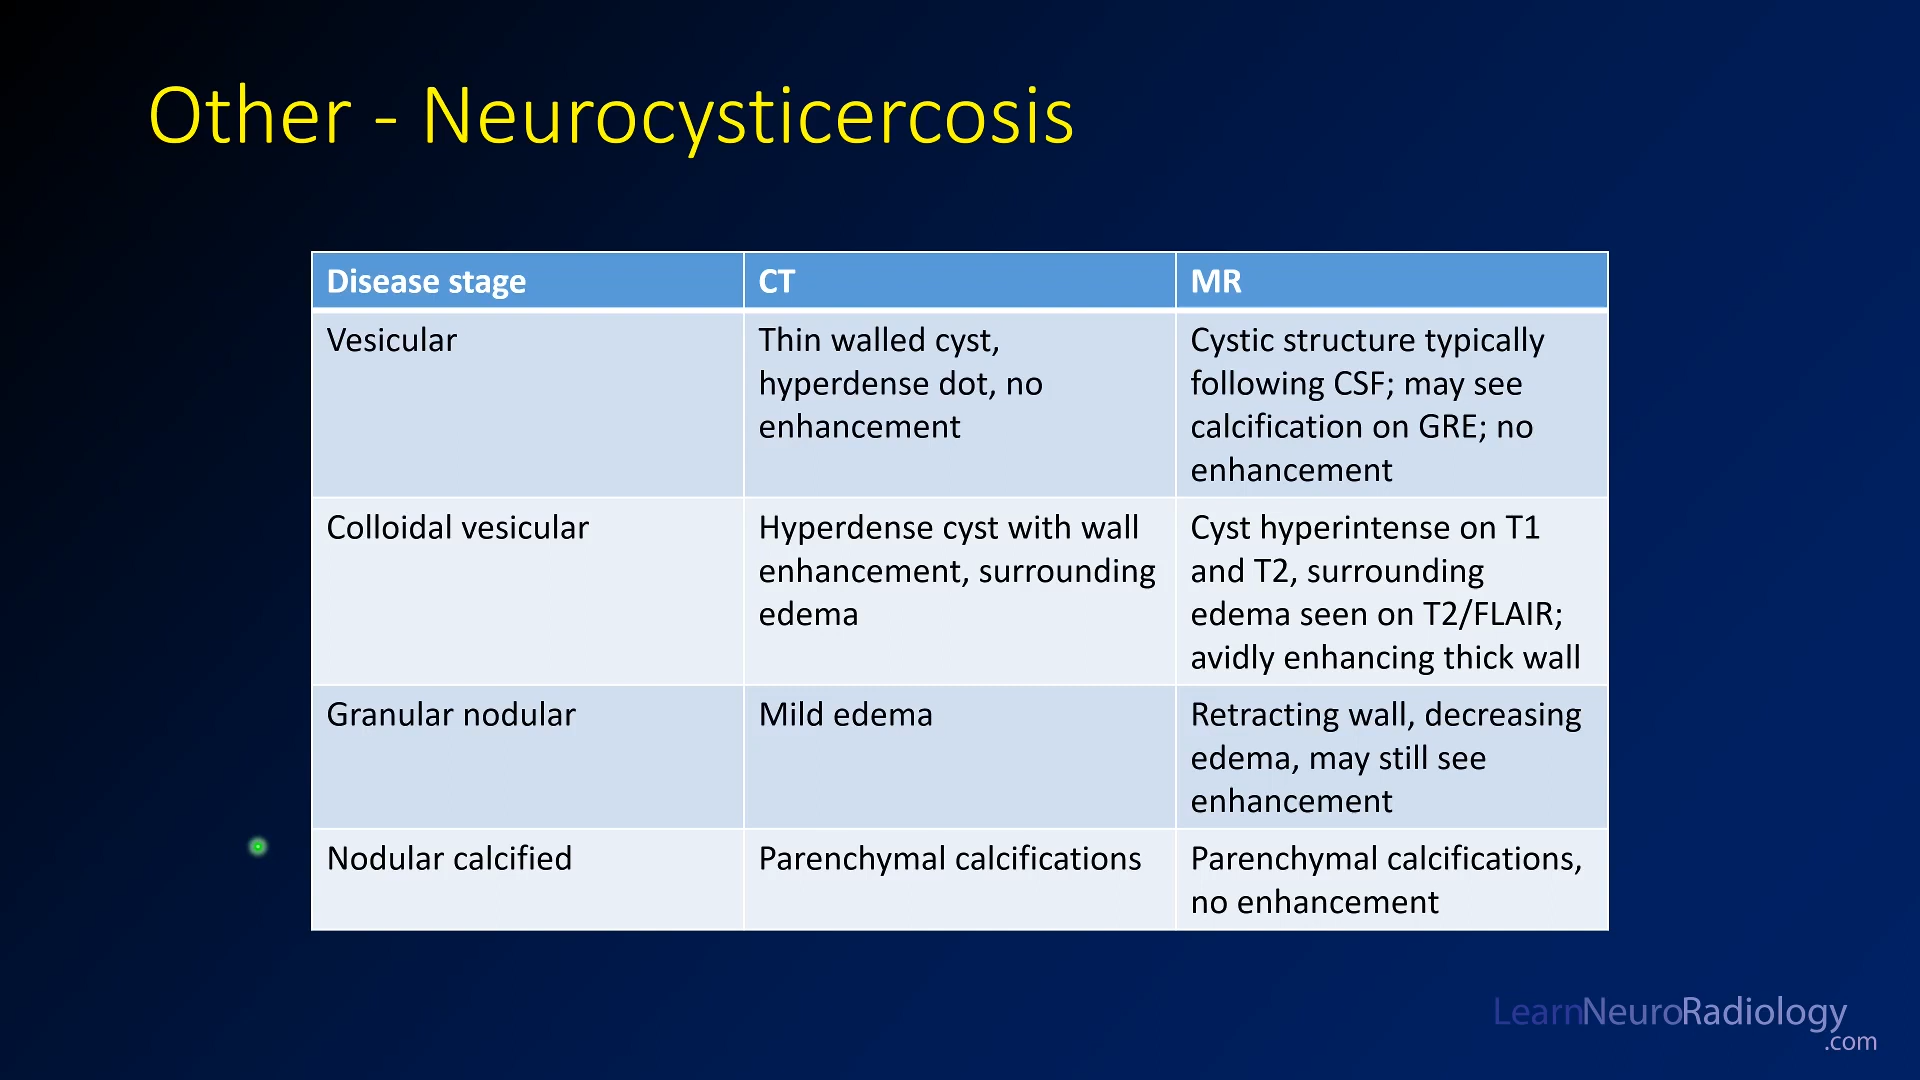 Other - Neurocysticercosis
Disease stage
CT
MR
Vesicular
Thin walled cyst,
hyperdense dot, no
enhancement
Cystic structure typically
following CSF; may see
calcification on GRE; no
enhancement
Colloidal vesicular
Hyperdense cyst with wall
enhancement, surrounding
edema
Cyst hyperintense on T1
and T2, surrounding
edema seen on T2/FLAIR;
avidly enhancing thick wall
Granular nodular
Mild edema
Retracting wall, decreasing
edema, may still see
enhancement
Nodular calcified
Parenchymal calcifications
Parenchymal calcifications,
no enhancement
LearnNeuroRadiology
.com